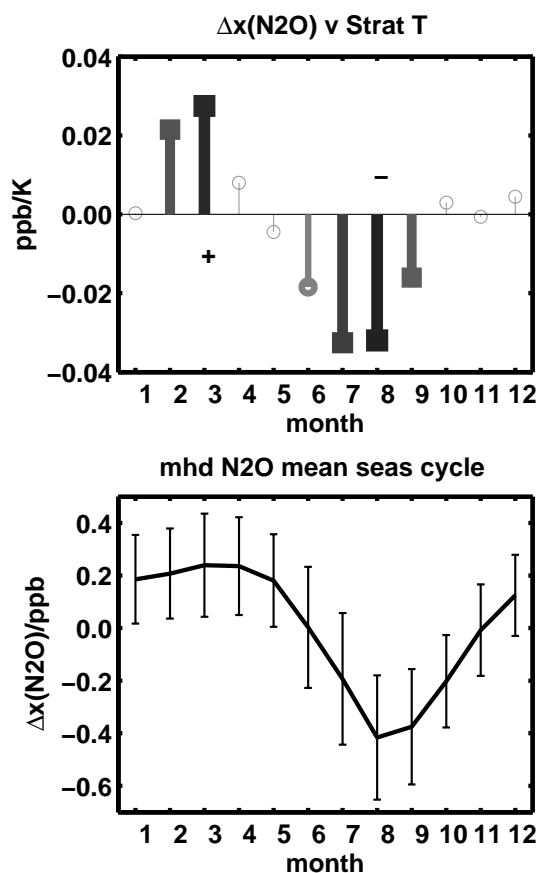 Δx(N2O) v Strat T
0.04
0.02
0.00
−0.02
−0.04
ppb/K
−
+
1 2 3 4 5 6 7 8 9 10 11 12
month
mhd N2O mean seas cycle
0.4
0.2
0.0
−0.2
−0.4
−0.6
Δx(N2O)/ppb
1 2 3 4 5 6 7 8 9 10 11 12
month